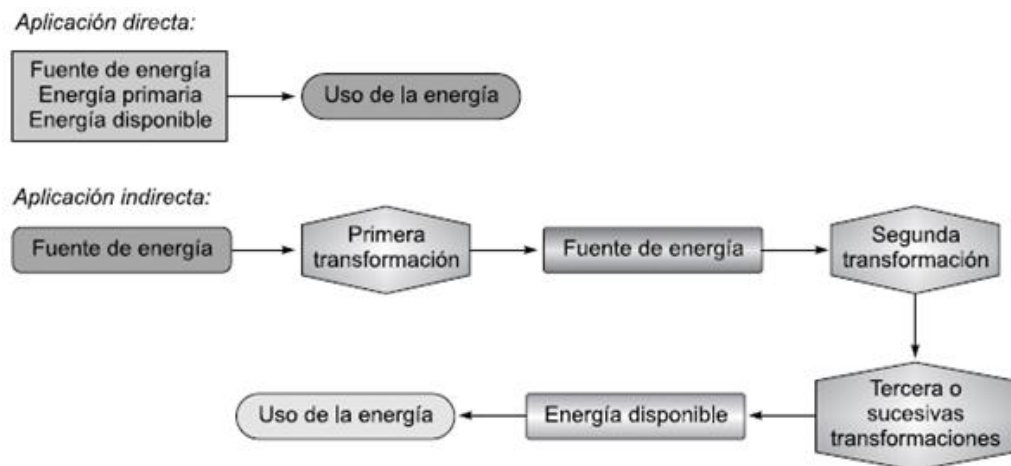 Aplicación directa:
Fuente de energía
Energía primaria
Energía disponible
Uso de la energía
Aplicación indirecta:
Fuente de energía
Primera
transformación
Fuente de energía
Segunda
transformación
Tercera o
sucesivas
transformaciones
Energía disponible
Uso de la energía